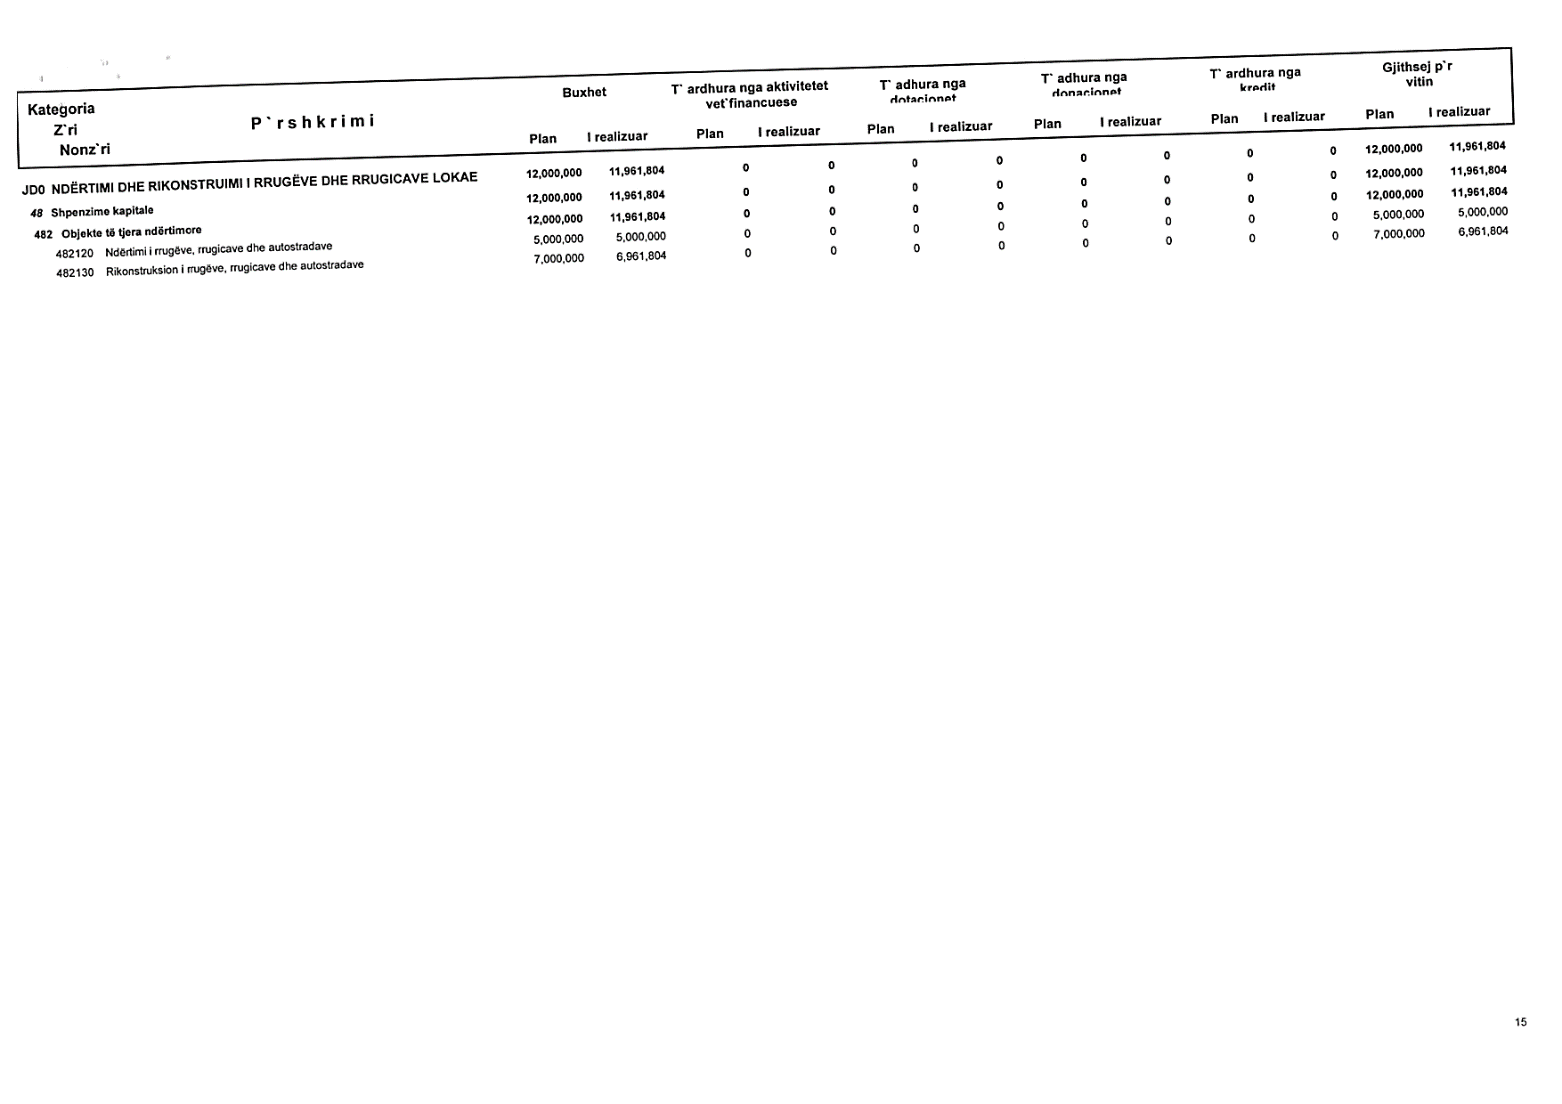 Kategoria
Z`ri
Nonz`ri
P`rshkrimi
Buxhet
T` ardhura nga aktivitetet
vet`financuese
T` adhura nga
dotacionet
T` adhura nga
donacionet
T` ardhura nga
kredit
Gjithsej p`r
vitin
Plan I realizuar Plan I realizuar Plan I realizuar Plan I realizuar Plan I realizuar Plan I realizuar
JD0 NDËRTIMI DHE RIKONSTRUIMI I RRUGËVE DHE RRUGICAVE LOKAE 12,000,000 11,961,804 0 0 0 0 0 0 0 0 12,000,000 11,961,804
48 Shpenzime kapitale 12,000,000 11,961,804 0 0 0 0 0 0 0 0 12,000,000 11,961,804
482 Objekte të tjera ndërtimore 12,000,000 11,961,804 0 0 0 0 0 0 0 0 12,000,000 11,961,804
482120 Ndërtimi i rrugëve, rrugicave dhe autostradave 5,000,000 5,000,000 0 0 0 0 0 0 0 0 5,000,000 5,000,000
482130 Rikonstruksion i rrugëve, rrugicave dhe autostradave 7,000,000 6,961,804 0 0 0 0 0 0 0 0 7,000,000 6,961,804
15